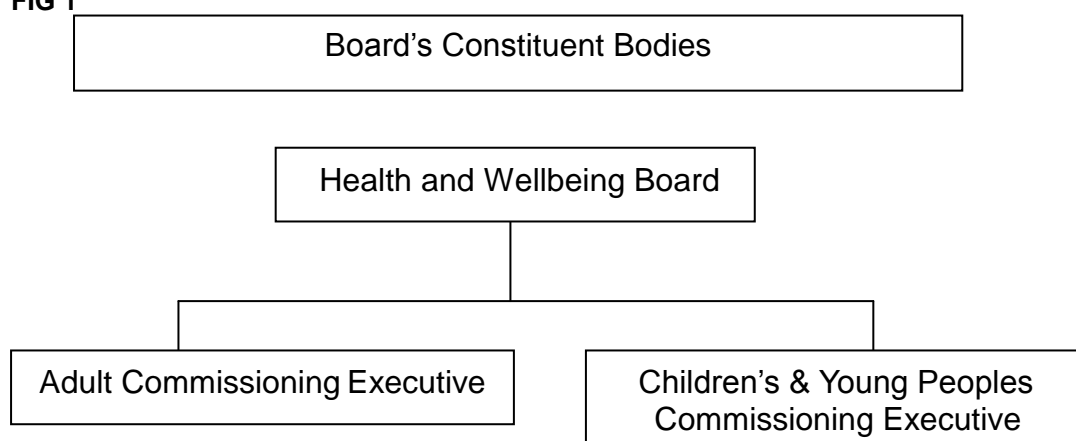 FIG 1
Board’s Constituent Bodies
Health and Wellbeing Board
Adult Commissioning Executive
Children’s & Young Peoples
Commissioning Executive